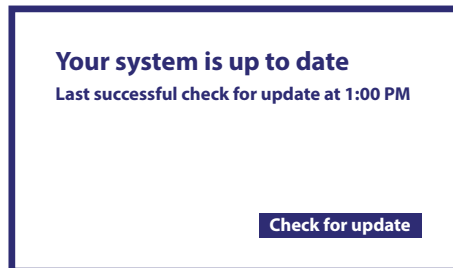 Your system is up to date
Last successful check for update at 1:00 PM
Check for update